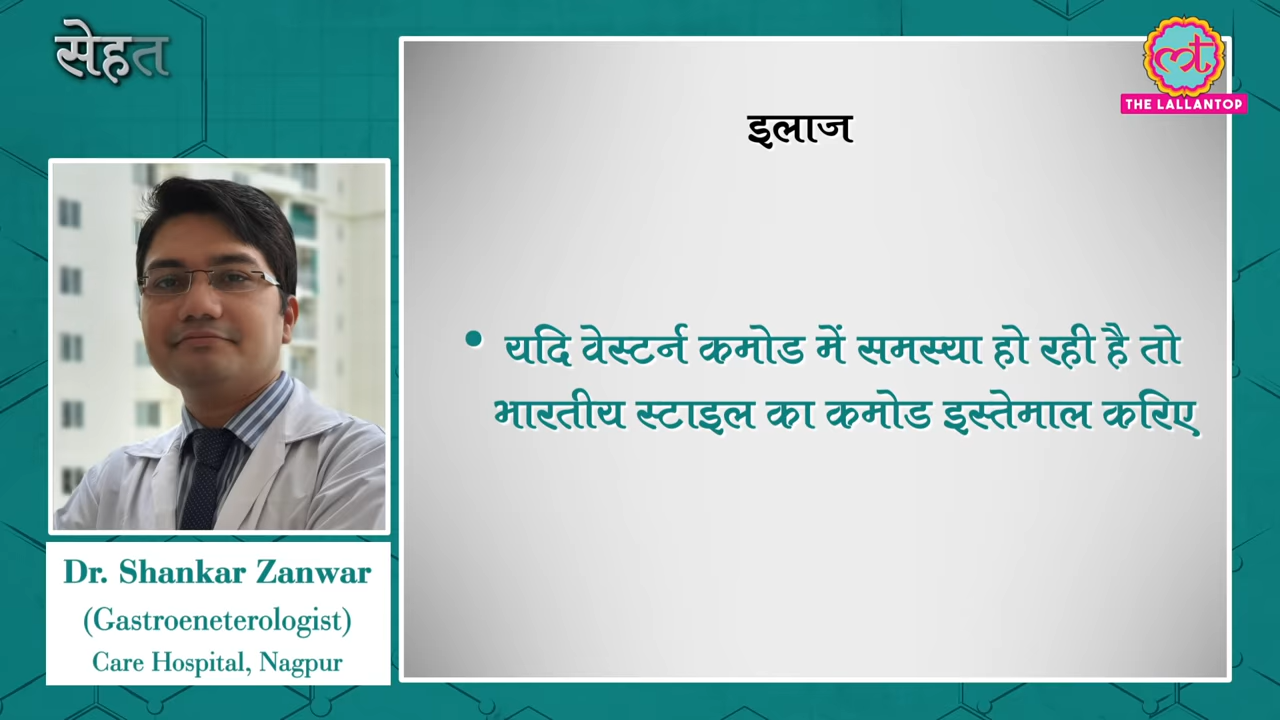 सेहत
THE LALLANTOP
इलाज
• यदि वेस्टर्न कमोड में समस्या हो रही है तो
भारतीय स्टाइल का कमोड इस्तेमाल करिए
Dr. Shankar Zanwar
(Gastroeneterologist)
Care Hospital, Nagpur